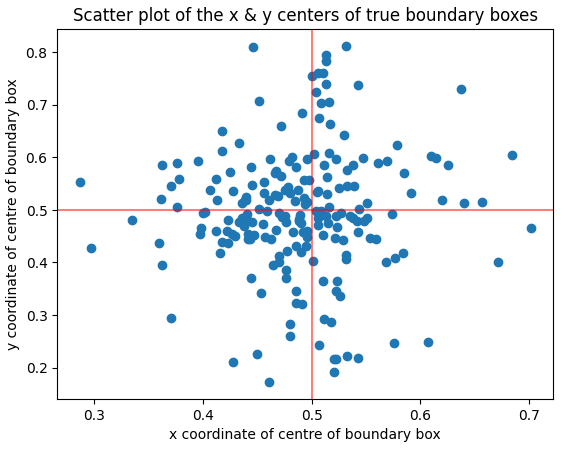 Scatter plot of the x & y centers of true boundary boxes
y coordinate of centre of boundary box
0.8
0.7
0.6
0.5
0.4
0.3
0.2
0.3 0.4 0.5 0.6 0.7
x coordinate of centre of boundary box